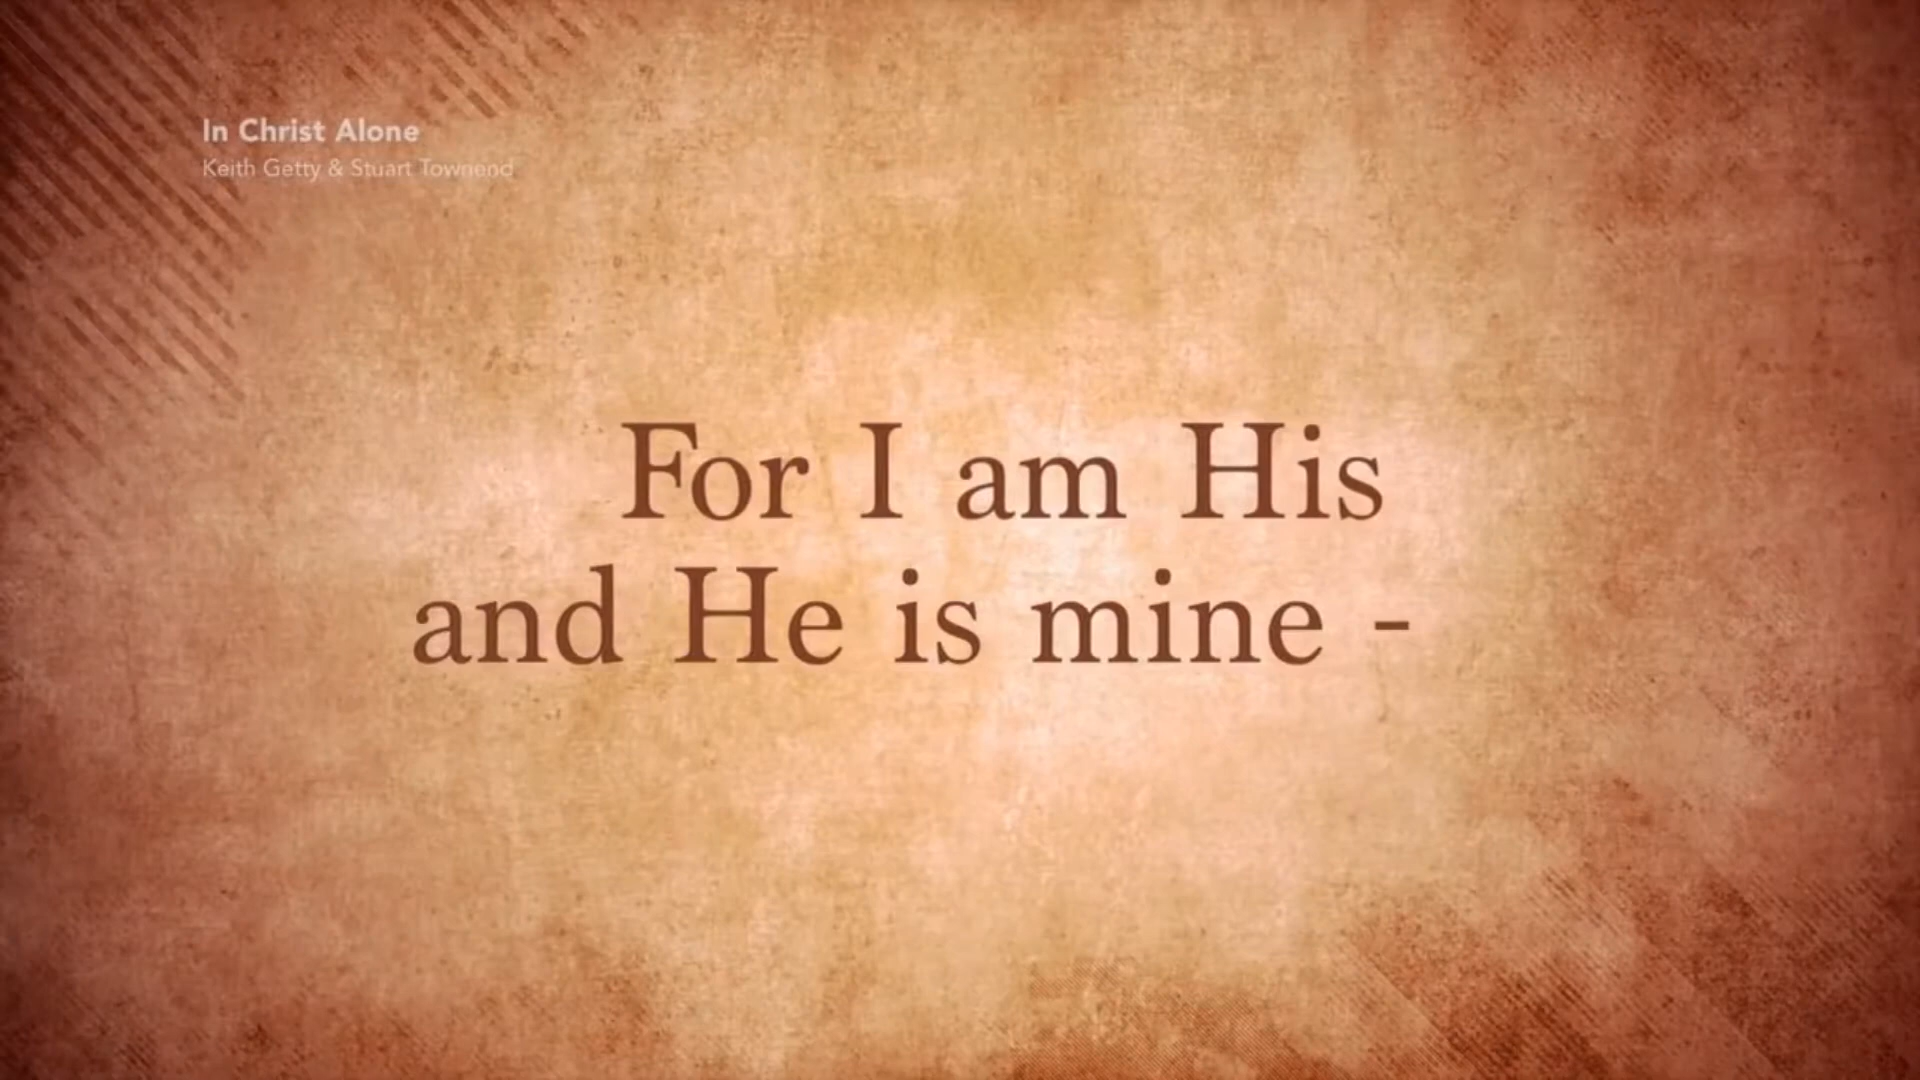 In Christ Alone
Keith Getty & Stuart Townend
For I am His
and He is mine -